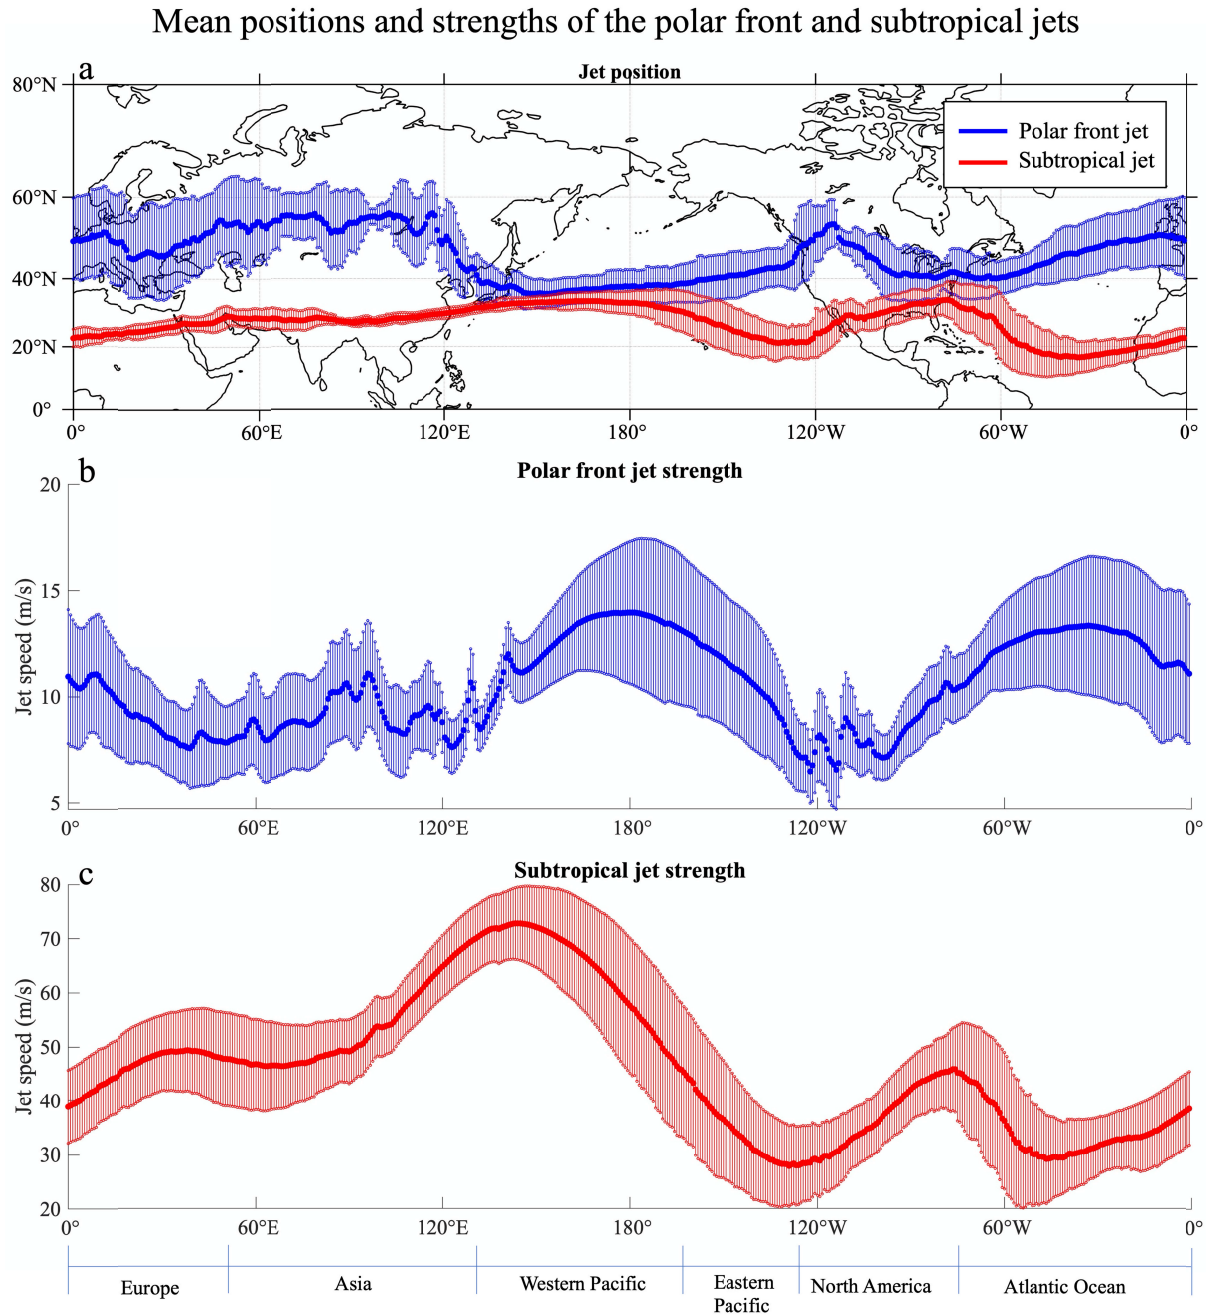 Mean positions and strengths of the polar front and subtropical jets
a
Jet position
80°N
60°N
40°N
20°N
0°
Polar front jet
Subtropical jet
0° 60°E 120°E 180° 120°W 60°W 0°
b
Polar front jet strength
Jet speed (m/s)
20
15
10
5
0° 60°E 120°E 180° 120°W 60°W 0°
c
Subtropical jet strength
Jet speed (m/s)
80
70
60
50
40
30
20
0° 60°E 120°E 180° 120°W 60°W 0°
Europe Asia Western Pacific Eastern North America Atlantic Ocean
Pacific